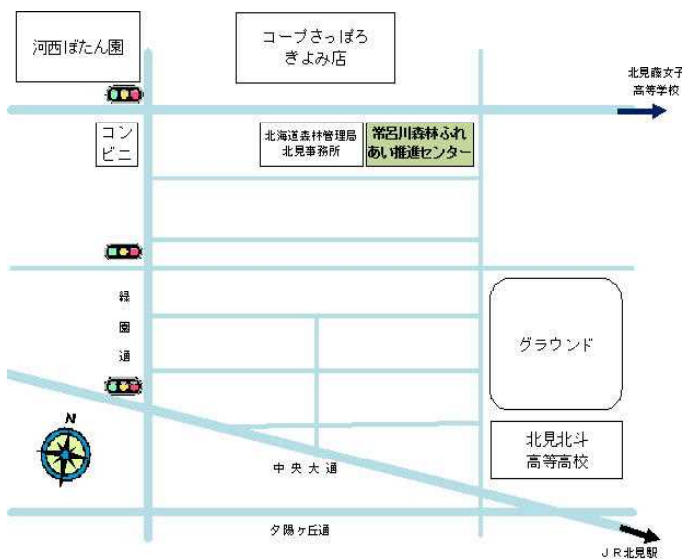 河西ぼたん園
コープさっぽろ
きよみ店
北見藤女子
高等学校
コン
ビニ
北海道森林管理局
北見事務所
常呂川森林ふれ
あい推進センター
緑園通
グラウンド
N
北見北斗
高等高校
中央大通
夕陽ヶ丘通
JR北見駅